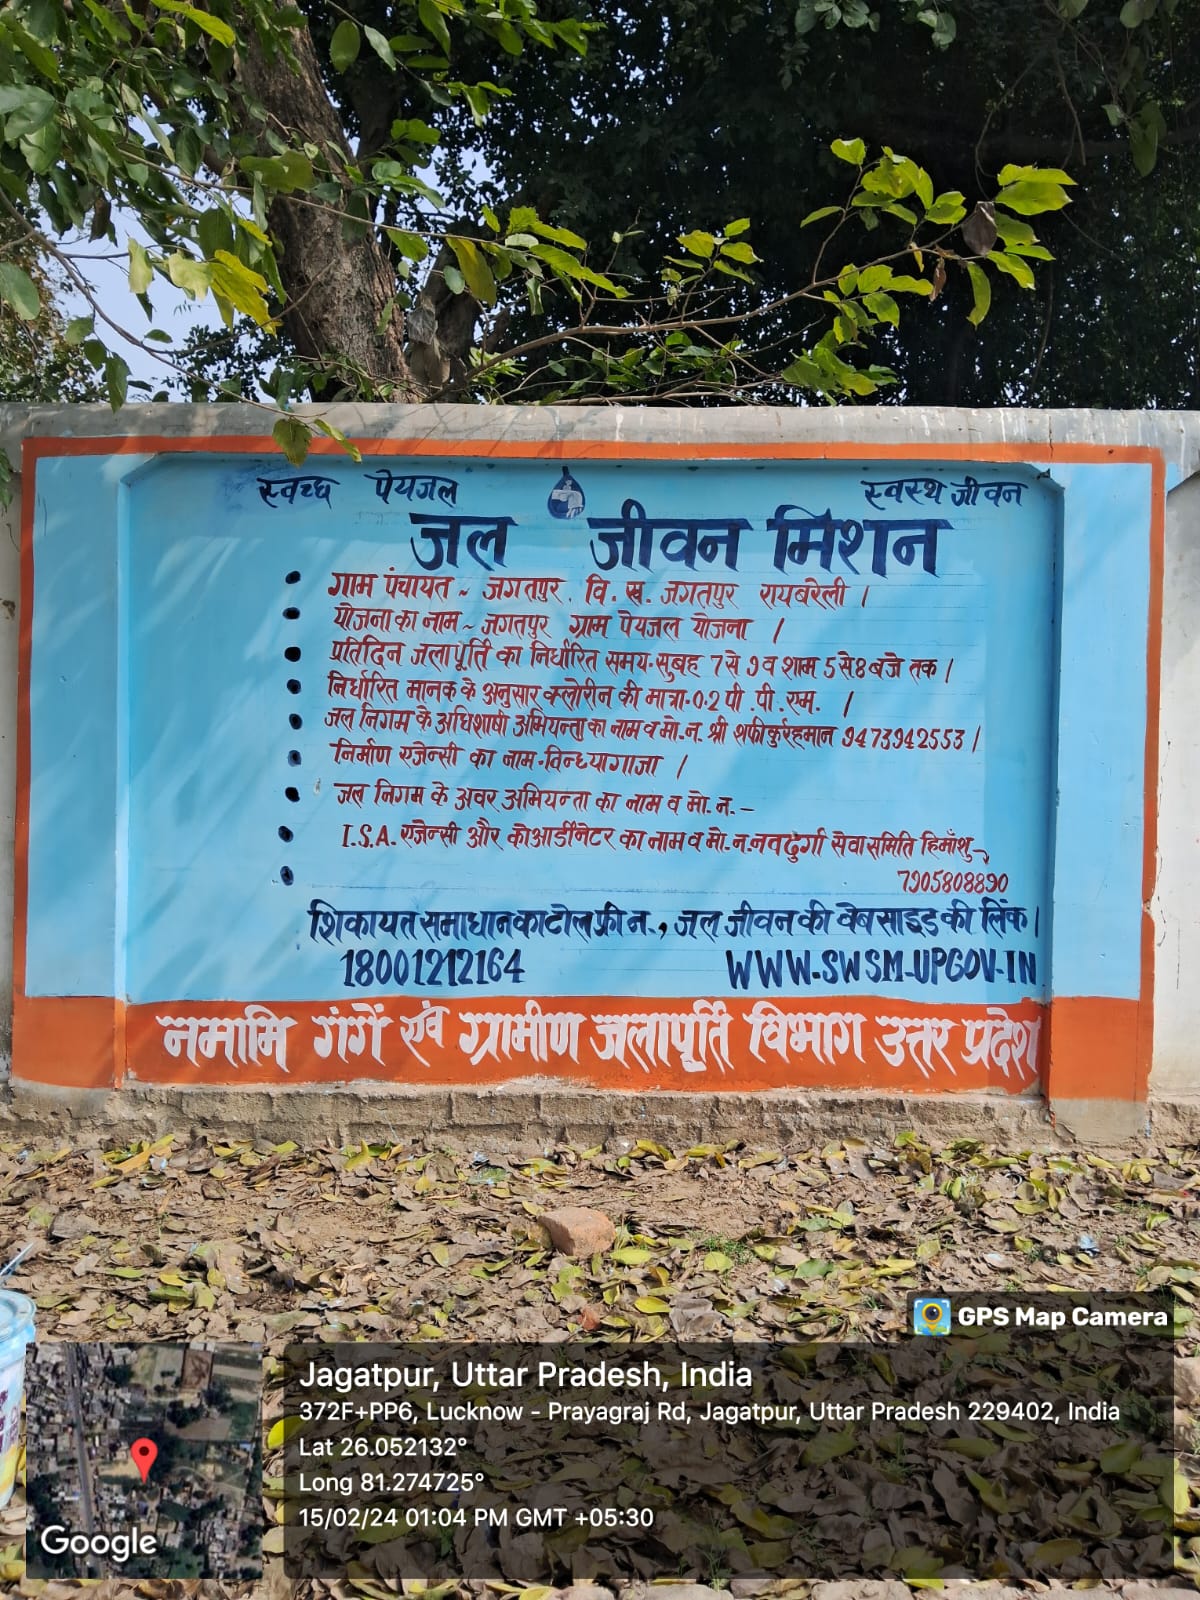 स्वच्छ पेयजल स्वस्थ जीवन
जल जीवन मिशन
गाम पंचायत ~ जगतपुर. वि. ख. जगतपुर रायबरेली ।
योजना का नाम ~ जगतपुर ग्राम पेयजल योजना ।
प्रतिदिन जलापूर्ति का निर्धारित समय-सुबह 7 से 9 व शाम 5 से 8 बजे तक ।
निर्धारित मानक के अनुसार क्लोरीन की मात्रा-0.2 पी .पी .एम. ।
जल निगम के अधिशाषी अभियन्ता का नाम व मो.न. श्री शफीकुर्रहमान 9473942553 ।
निर्माण एजेन्सी का नाम-विन्ध्यागाजा ।
जल निगम के अवर अभियन्ता का नाम व मो. न. –
I.S.A. एजेन्सी और कोआर्डीनेटर का नाम व मो.न.नवदुर्गा सेवा समिति हिमाँशु-
7905808890
शिकायत समाधान का टोल फ्री न., जल जीवन की वेबसाइड की लिंक ।
18001212164 WWW-SWSM-UPGOV-IN
नमामि गंगें एवं ग्रामीण जलापूर्ति विभाग उत्तर प्रदेश
GPS Map Camera
Jagatpur, Uttar Pradesh, India
372F+PP6, Lucknow - Prayagraj Rd, Jagatpur, Uttar Pradesh 229402, India
Lat 26.052132°
Long 81.274725°
15/02/24 01:04 PM GMT +05:30
Google